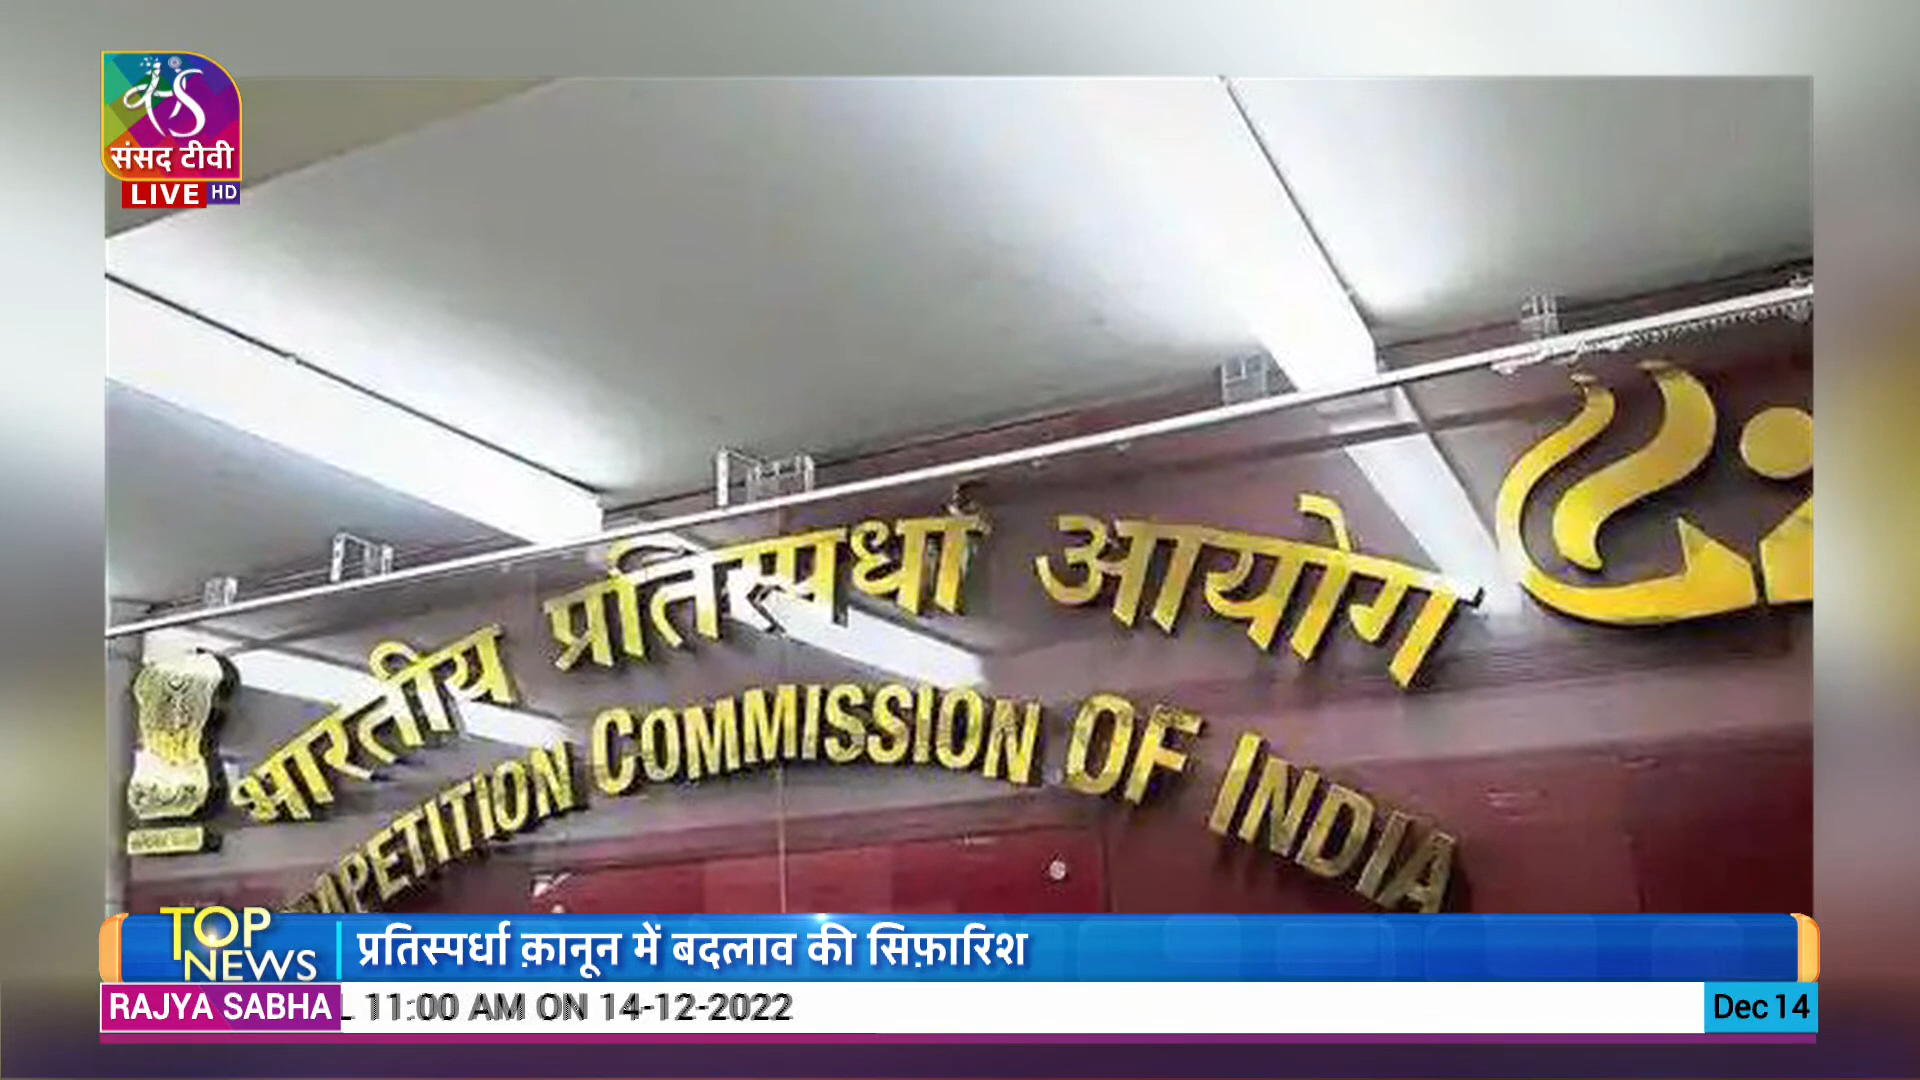 संसद टीवी
LIVE HD
भारतीय प्रतिस्पर्धा आयोग
COMMISSION OF INDIA
TOP NEWS
प्रतिस्पर्धा क़ानून में बदलाव की सिफ़ारिश
RAJYA SABHA
11:00 AM ON 14-12-2022
Dec 14